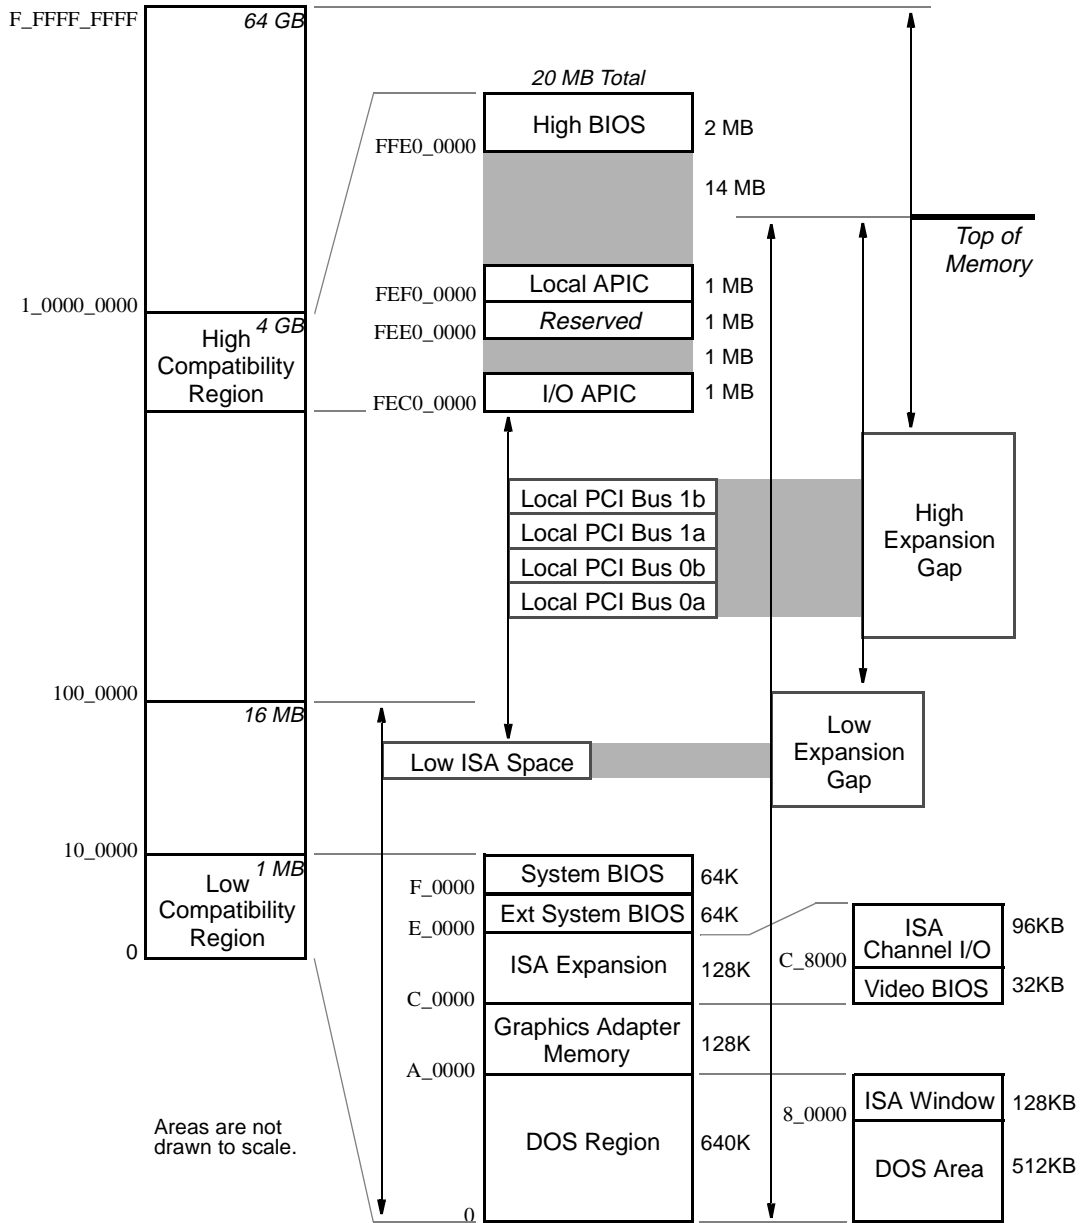 F_FFFF_FFFF
64 GB
20 MB Total
High BIOS
2 MB
FFE0_0000
14 MB
Top of
Memory
Local APIC
1 MB
FEF0_0000
1_0000_0000
4 GB
Reserved
1 MB
FEE0_0000
High
Compatibility
Region
1 MB
I/O APIC
1 MB
FEC0_0000
Local PCI Bus 1b
Local PCI Bus 1a
Local PCI Bus 0b
Local PCI Bus 0a
High
Expansion
Gap
100_0000
16 MB
Low ISA Space
Low
Expansion
Gap
10_0000
1 MB
Low
Compatibility
Region
0
System BIOS
64K
F_0000
Ext System BIOS
64K
E_0000
ISA Expansion
128K
C_0000
ISA
Channel I/O
96KB
C_8000
Video BIOS
32KB
Graphics Adapter
Memory
128K
A_0000
DOS Region
640K
0
ISA Window
128KB
8_0000
DOS Area
512KB
Areas are not
drawn to scale.